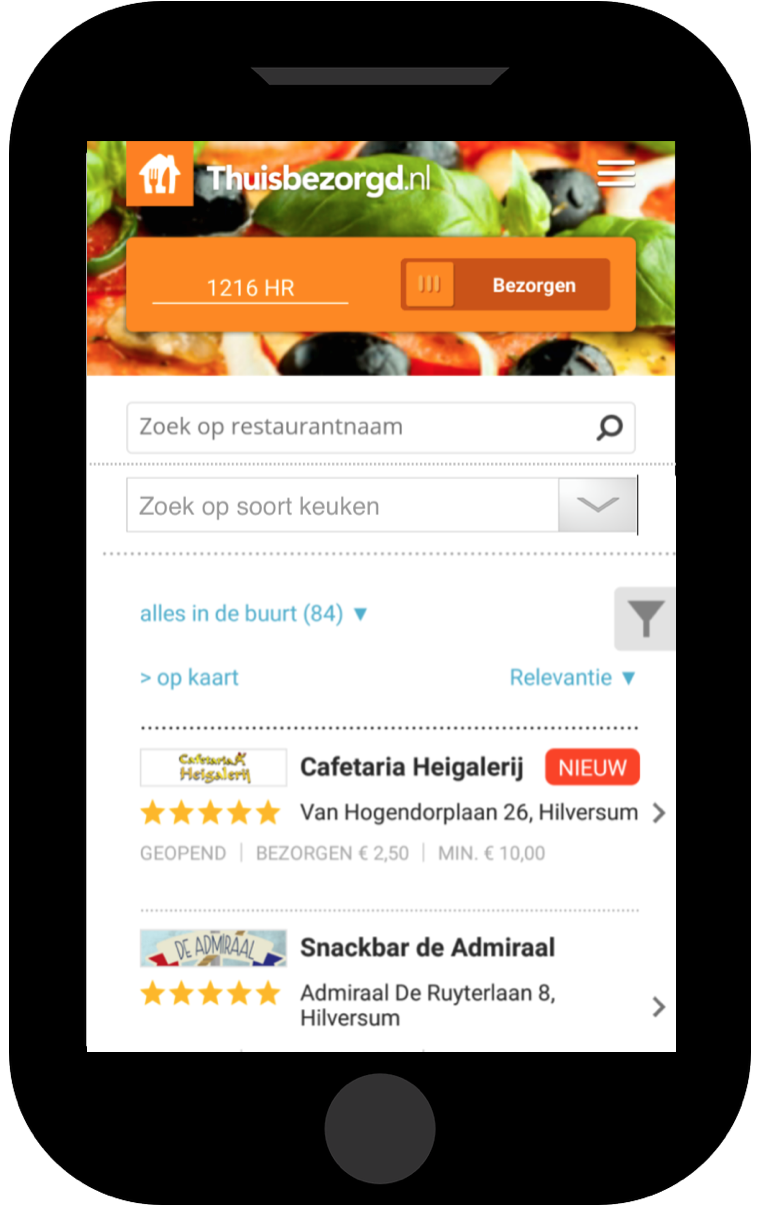 Thuisbezorgd.nl
1216 HR
Bezorgen
Zoek op restaurantnaam
Zoek op soort keuken
alles in de buurt (84) ▼
> op kaart
Relevantie ▼
Cafetaria Heigalerij
Cafetaria Heigalerij NIEUW
Van Hogendorplaan 26, Hilversum
GEOPEND | BEZORGEN € 2,50 | MIN. € 10,00
DE ADMIRAAL
Snackbar de Admiraal
Admiraal De Ruyterlaan 8,
Hilversum